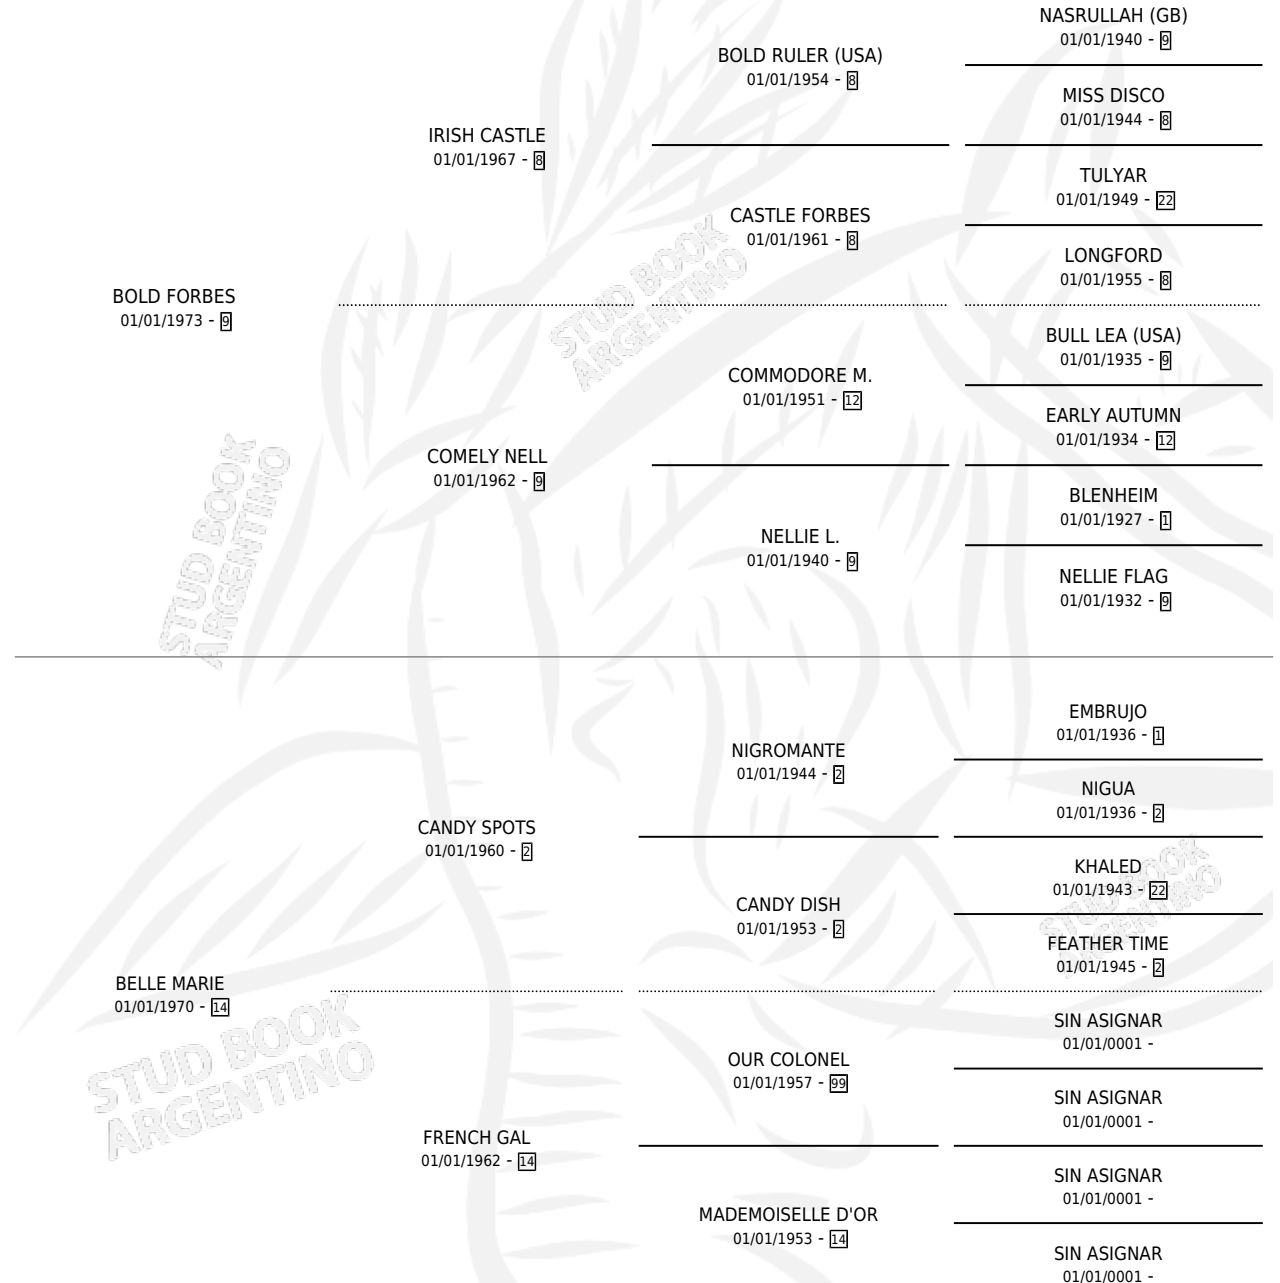 NASRULLAH (GB)
01/01/1940 - 9
BOLD RULER (USA)
01/01/1954 - 8
MISS DISCO
01/01/1944 - 8
IRISH CASTLE
01/01/1967 - 8
TULYAR
01/01/1949 - 22
CASTLE FORBES
01/01/1961 - 8
LONGFORD
01/01/1955 - 8
BOLD FORBES
01/01/1973 - 9
STUD BOOK
ARGENTINO
BULL LEA (USA)
01/01/1935 - 9
COMMODORE M.
01/01/1951 - 12
EARLY AUTUMN
01/01/1934 - 12
COMELY NELL
01/01/1962 - 9
BLENHEIM
01/01/1927 - 1
NELLIE L.
01/01/1940 - 9
NELLIE FLAG
01/01/1932 - 9
STUD BOOK
ARGENTINO
EMBRUJO
01/01/1936 - 1
NIGROMANTE
01/01/1944 - 2
NIGUA
01/01/1936 - 2
CANDY SPOTS
01/01/1960 - 2
KHALED
01/01/1943 - 22
CANDY DISH
01/01/1953 - 2
FEATHER TIME
01/01/1945 - 2
STUD BOOK
ARGENTINO
BELLE MARIE
01/01/1970 - 14
SIN ASIGNAR
01/01/0001 -
OUR COLONEL
01/01/1957 - 99
SIN ASIGNAR
01/01/0001 -
STUD BOOK
ARGENTINO
FRENCH GAL
01/01/1962 - 14
SIN ASIGNAR
01/01/0001 -
MADEMOISELLE D'OR
01/01/1953 - 14
SIN ASIGNAR
01/01/0001 -